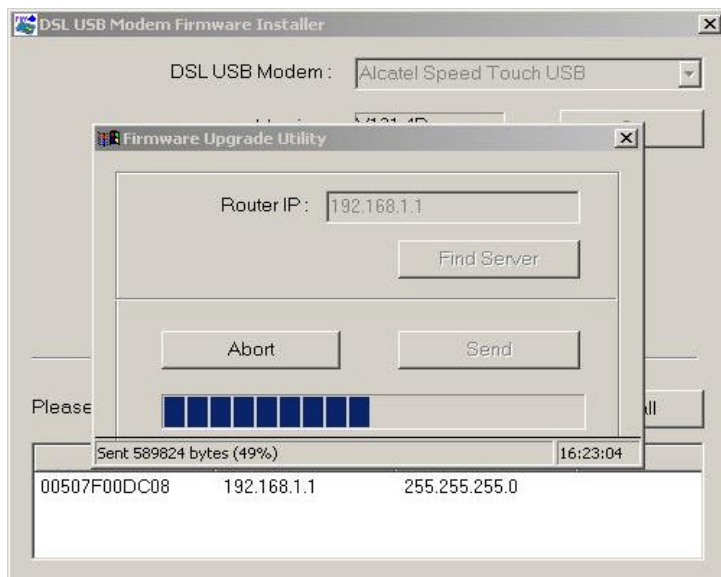 DSL USB Modem Firmware Installer
DSL USB Modem : Alcatel Speed Touch USB
Firmware Upgrade Utility
Router IP : 192.168.1.1
Find Server
Abort Send
Please
all
Sent 589824 bytes (49%) 16:23:04
00507F00DC08 192.168.1.1 255.255.255.0